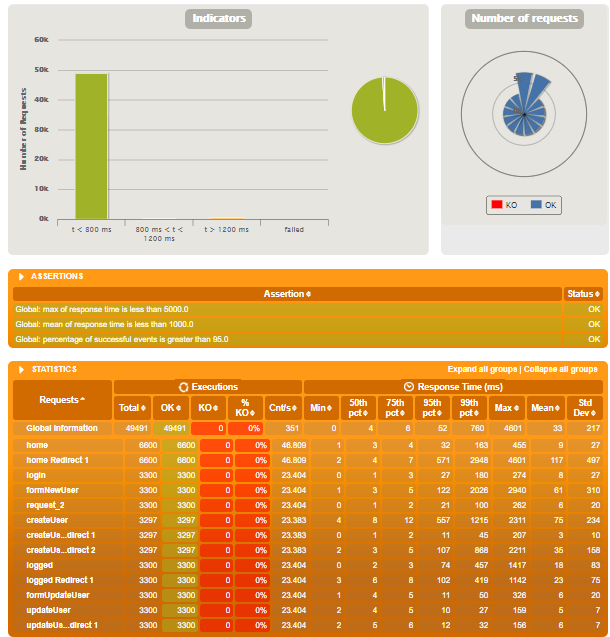 Indicators
60k
50k
40k
30k
20k
10k
0k
Number of Requests
t < 800 ms
800 ms < t <
1200 ms
t > 1200 ms
failed
Number of requests
KO
OK
ASSERTIONS
Assertion Status
Global: max of response time is less than 5000.0 OK
Global: mean of response time is less than 1000.0 OK
Global: percentage of successful events is greater than 95.0 OK
STATISTICS Expand all groups | Collapse all groups
Requests Executions Response Time (ms)
Total OK KO % KO Cnt/s Min 50th pct 75th pct 95th pct 99th pct Max Mean Std Dev
Global Information 49491 49491 0 0% 351 0 4 6 52 760 4601 33 217
home 6600 6600 0 0% 46.809 1 3 4 32 163 455 9 27
home Redirect 1 6600 6600 0 0% 46.809 2 4 7 571 2948 4601 117 497
login 3300 3300 0 0% 23.404 0 1 3 27 180 274 8 27
formNewUser 3300 3300 0 0% 23.404 1 3 5 122 2026 2940 61 310
request_2 3300 3300 0 0% 23.404 0 1 2 21 100 262 6 20
createUser 3297 3297 0 0% 23.383 4 8 12 557 1215 2311 75 234
createUs...direct 1 3297 3297 0 0% 23.383 0 1 2 11 45 207 3 10
createUs...direct 2 3297 3297 0 0% 23.383 2 3 5 107 868 2211 35 158
logged 3300 3300 0 0% 23.404 0 2 3 74 457 1417 18 83
logged Redirect 1 3300 3300 0 0% 23.404 3 6 8 102 419 1142 23 75
formUpdateUser 3300 3300 0 0% 23.404 1 4 5 11 50 326 6 20
updateUser 3300 3300 0 0% 23.404 2 4 5 10 27 159 5 7
updateUs...direct 1 3300 3300 0 0% 23.404 2 5 6 12 32 156 6 7